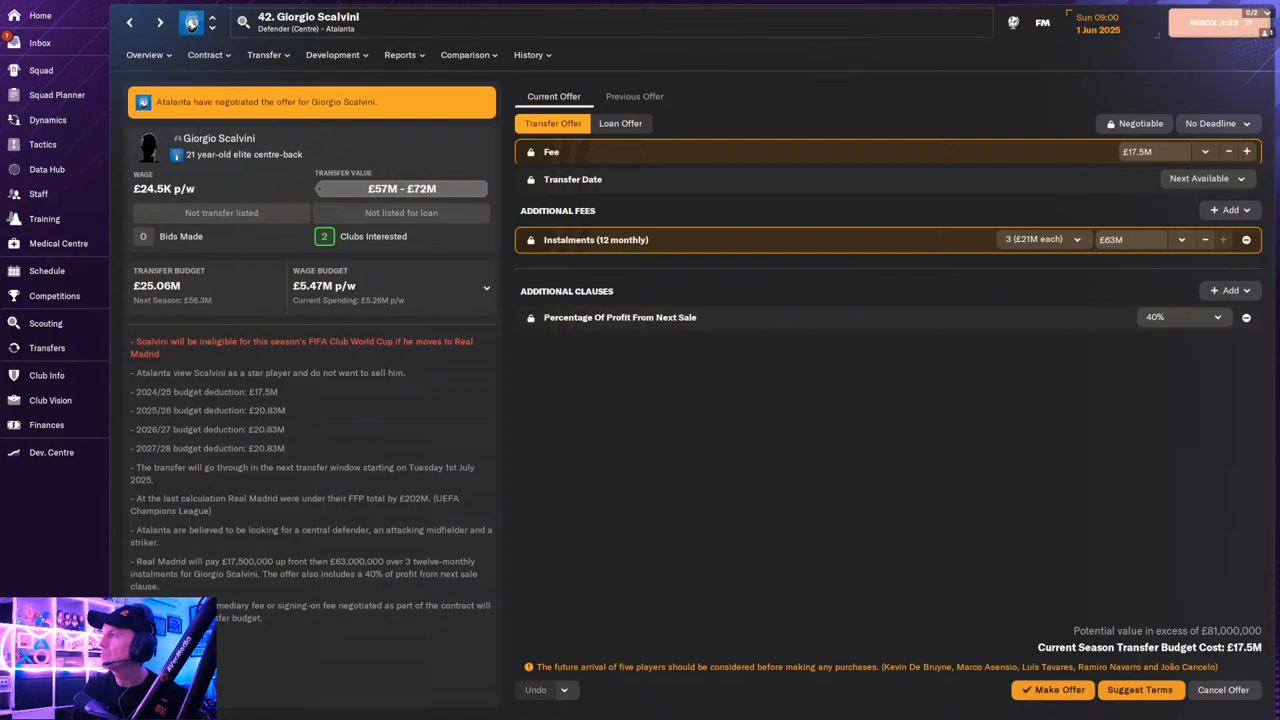 Home
7
Inbox
Squad
Squad Planner
Dynamics
Tactics
Data Hub
Staff
Training
Medical Centre
Schedule
Competitions
Scouting
Transfers
Club Info
Club Vision
Finances
Dev. Centre
42. Giorgio Scalvini
Defender (Centre) - Atalanta
FM
Sun 09:00
1 Jun 2025
INBOX 3:23
0/2
1
Overview
Contract
Transfer
Development
Reports
Comparison
History
Atalanta have negotiated the offer for Giorgio Scalvini.
Giorgio Scalvini
21 year-old elite centre-back
WAGE
£24.5K p/w
TRANSFER VALUE
£57M - £72M
Not transfer listed
Not listed for loan
0 Bids Made
2 Clubs Interested
TRANSFER BUDGET
£25.06M
Next Season: £56.3M
WAGE BUDGET
£5.47M p/w
Current Spending: £5.26M p/w
- Scalvini will be ineligible for this season's FIFA Club World Cup if he moves to Real
Madrid
- Atalanta view Scalvini as a star player and do not want to sell him.
- 2024/25 budget deduction: £17.5M
- 2025/26 budget deduction: £20.83M
- 2026/27 budget deduction: £20.83M
- 2027/28 budget deduction: £20.83M
- The transfer will go through in the next transfer window starting on Tuesday 1st July
2025.
- At the last calculation Real Madrid were under their FFP total by £202M. (UEFA
Champions League)
- Atalanta are believed to be looking for a central defender, an attacking midfielder and a
striker.
- Real Madrid will pay £17,500,000 up front then £63,000,000 over 3 twelve-monthly
instalments for Giorgio Scalvini. The offer also includes a 40% of profit from next sale
clause.
mediary fee or signing-on fee negotiated as part of the contract will
sfer budget.
Current Offer
Previous Offer
Transfer Offer
Loan Offer
Negotiable
No Deadline
Fee
£17.5M
Transfer Date
Next Available
ADDITIONAL FEES
Add
Instalments (12 monthly)
3 (£21M each)
£63M
ADDITIONAL CLAUSES
Add
Percentage Of Profit From Next Sale
40%
Potential value in excess of £81,000,000
Current Season Transfer Budget Cost: £17.5M
The future arrival of five players should be considered before making any purchases. (Kevin De Bruyne, Marco Asensio, Luís Tavares, Ramiro Navarro and João Cancelo)
Undo
Make Offer
Suggest Terms
Cancel Offer
AVerMedia